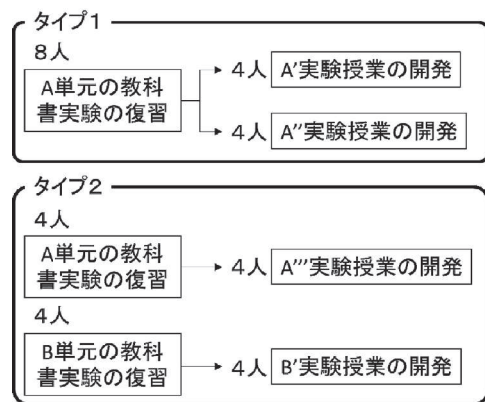 タイプ1
8人
A単元の教科
書実験の復習
4人 A′実験授業の開発
4人 A″実験授業の開発
タイプ2
4人
A単元の教科
書実験の復習
4人 A‴実験授業の開発
4人
B単元の教科
書実験の復習
4人 B′実験授業の開発